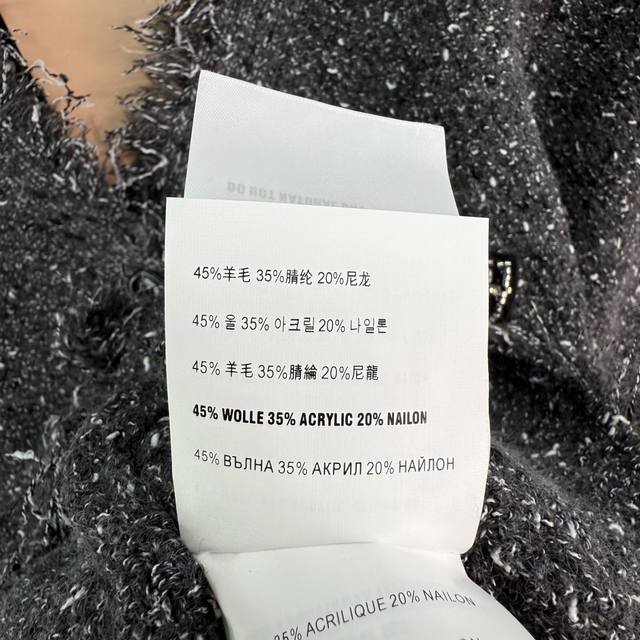 45%羊毛 35%腈纶 20%尼龙
45% 울 35% 아크릴 20% 나일론
45% 羊毛 35%腈綸 20%尼龍
45% WOLLE 35% ACRYLIC 20% NAILON
45% ВЪЛНА 35% АКРИЛ 20% НАЙЛОН
35% ACRILIQUE 20% NAILON